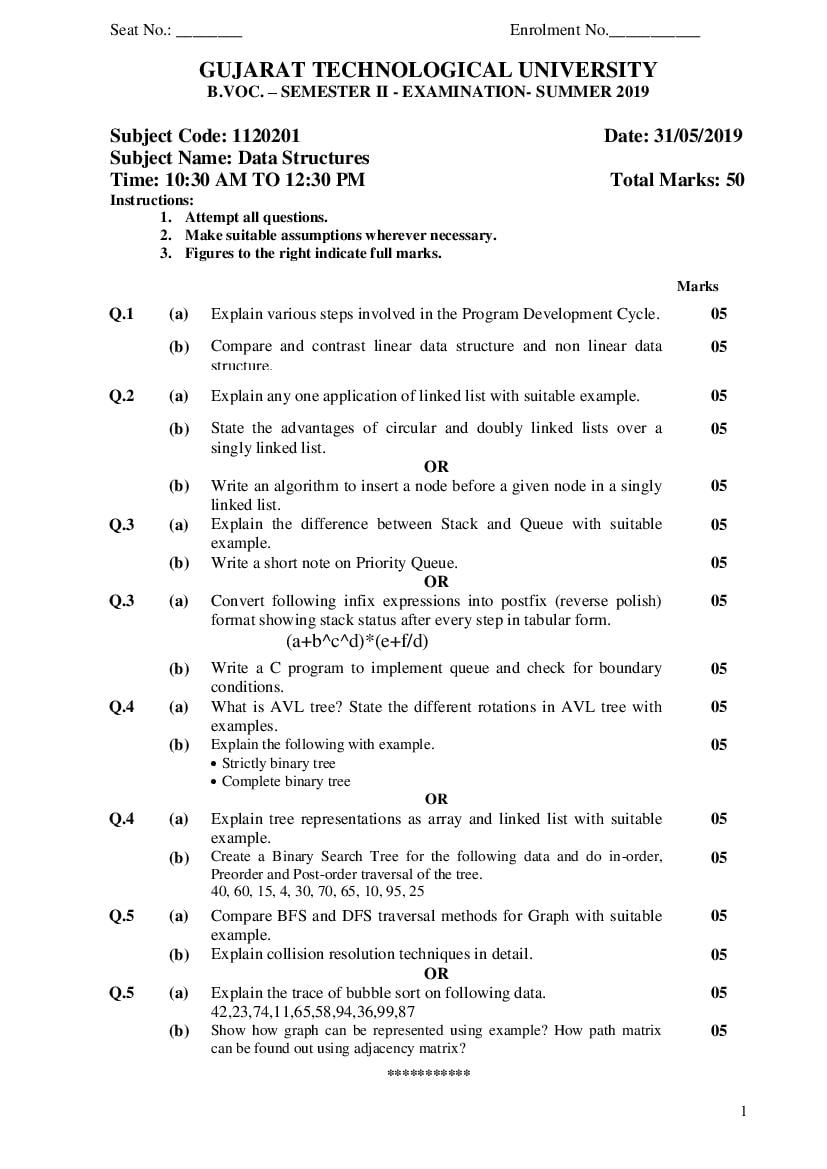 Seat No.: ________ Enrolment No.___________
GUJARAT TECHNOLOGICAL UNIVERSITY
B.VOC. – SEMESTER II - EXAMINATION- SUMMER 2019
Subject Code: 1120201 Date: 31/05/2019
Subject Name: Data Structures
Time: 10:30 AM TO 12:30 PM Total Marks: 50
Instructions:
1. Attempt all questions.
2. Make suitable assumptions wherever necessary.
3. Figures to the right indicate full marks.
Marks
Q.1 (a) Explain various steps involved in the Program Development Cycle. 05
(b) Compare and contrast linear data structure and non linear data 05
structure.
Q.2 (a) Explain any one application of linked list with suitable example. 05
(b) State the advantages of circular and doubly linked lists over a 05
singly linked list.
OR
(b) Write an algorithm to insert a node before a given node in a singly 05
linked list.
Q.3 (a) Explain the difference between Stack and Queue with suitable 05
example.
(b) Write a short note on Priority Queue. 05
OR
Q.3 (a) Convert following infix expressions into postfix (reverse polish) 05
format showing stack status after every step in tabular form.
(a+b^c^d)*(e+f/d)
(b) Write a C program to implement queue and check for boundary 05
conditions.
Q.4 (a) What is AVL tree? State the different rotations in AVL tree with 05
examples.
(b) Explain the following with example. 05
• Strictly binary tree
• Complete binary tree
OR
Q.4 (a) Explain tree representations as array and linked list with suitable 05
example.
(b) Create a Binary Search Tree for the following data and do in-order, 05
Preorder and Post-order traversal of the tree.
40, 60, 15, 4, 30, 70, 65, 10, 95, 25
Q.5 (a) Compare BFS and DFS traversal methods for Graph with suitable 05
example.
(b) Explain collision resolution techniques in detail. 05
OR
Q.5 (a) Explain the trace of bubble sort on following data. 05
42,23,74,11,65,58,94,36,99,87
(b) Show how graph can be represented using example? How path matrix 05
can be found out using adjacency matrix?
***********
1